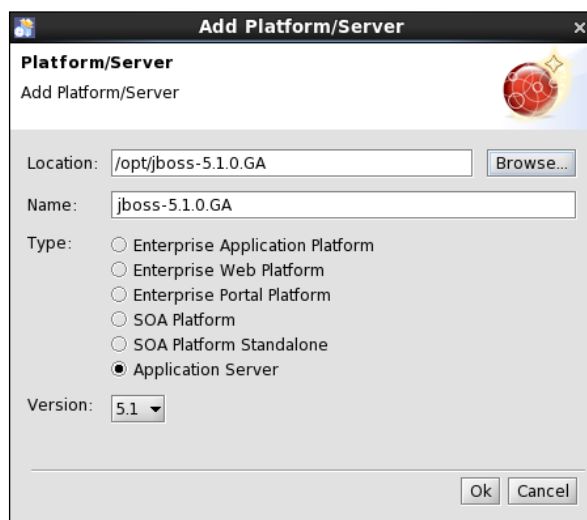 Add Platform/Server
Platform/Server
Add Platform/Server
Location: /opt/jboss-5.1.0.GA Browse...
Name: jboss-5.1.0.GA
Type: Enterprise Application Platform
Enterprise Web Platform
Enterprise Portal Platform
SOA Platform
SOA Platform Standalone
Application Server
Version: 5.1
Ok Cancel